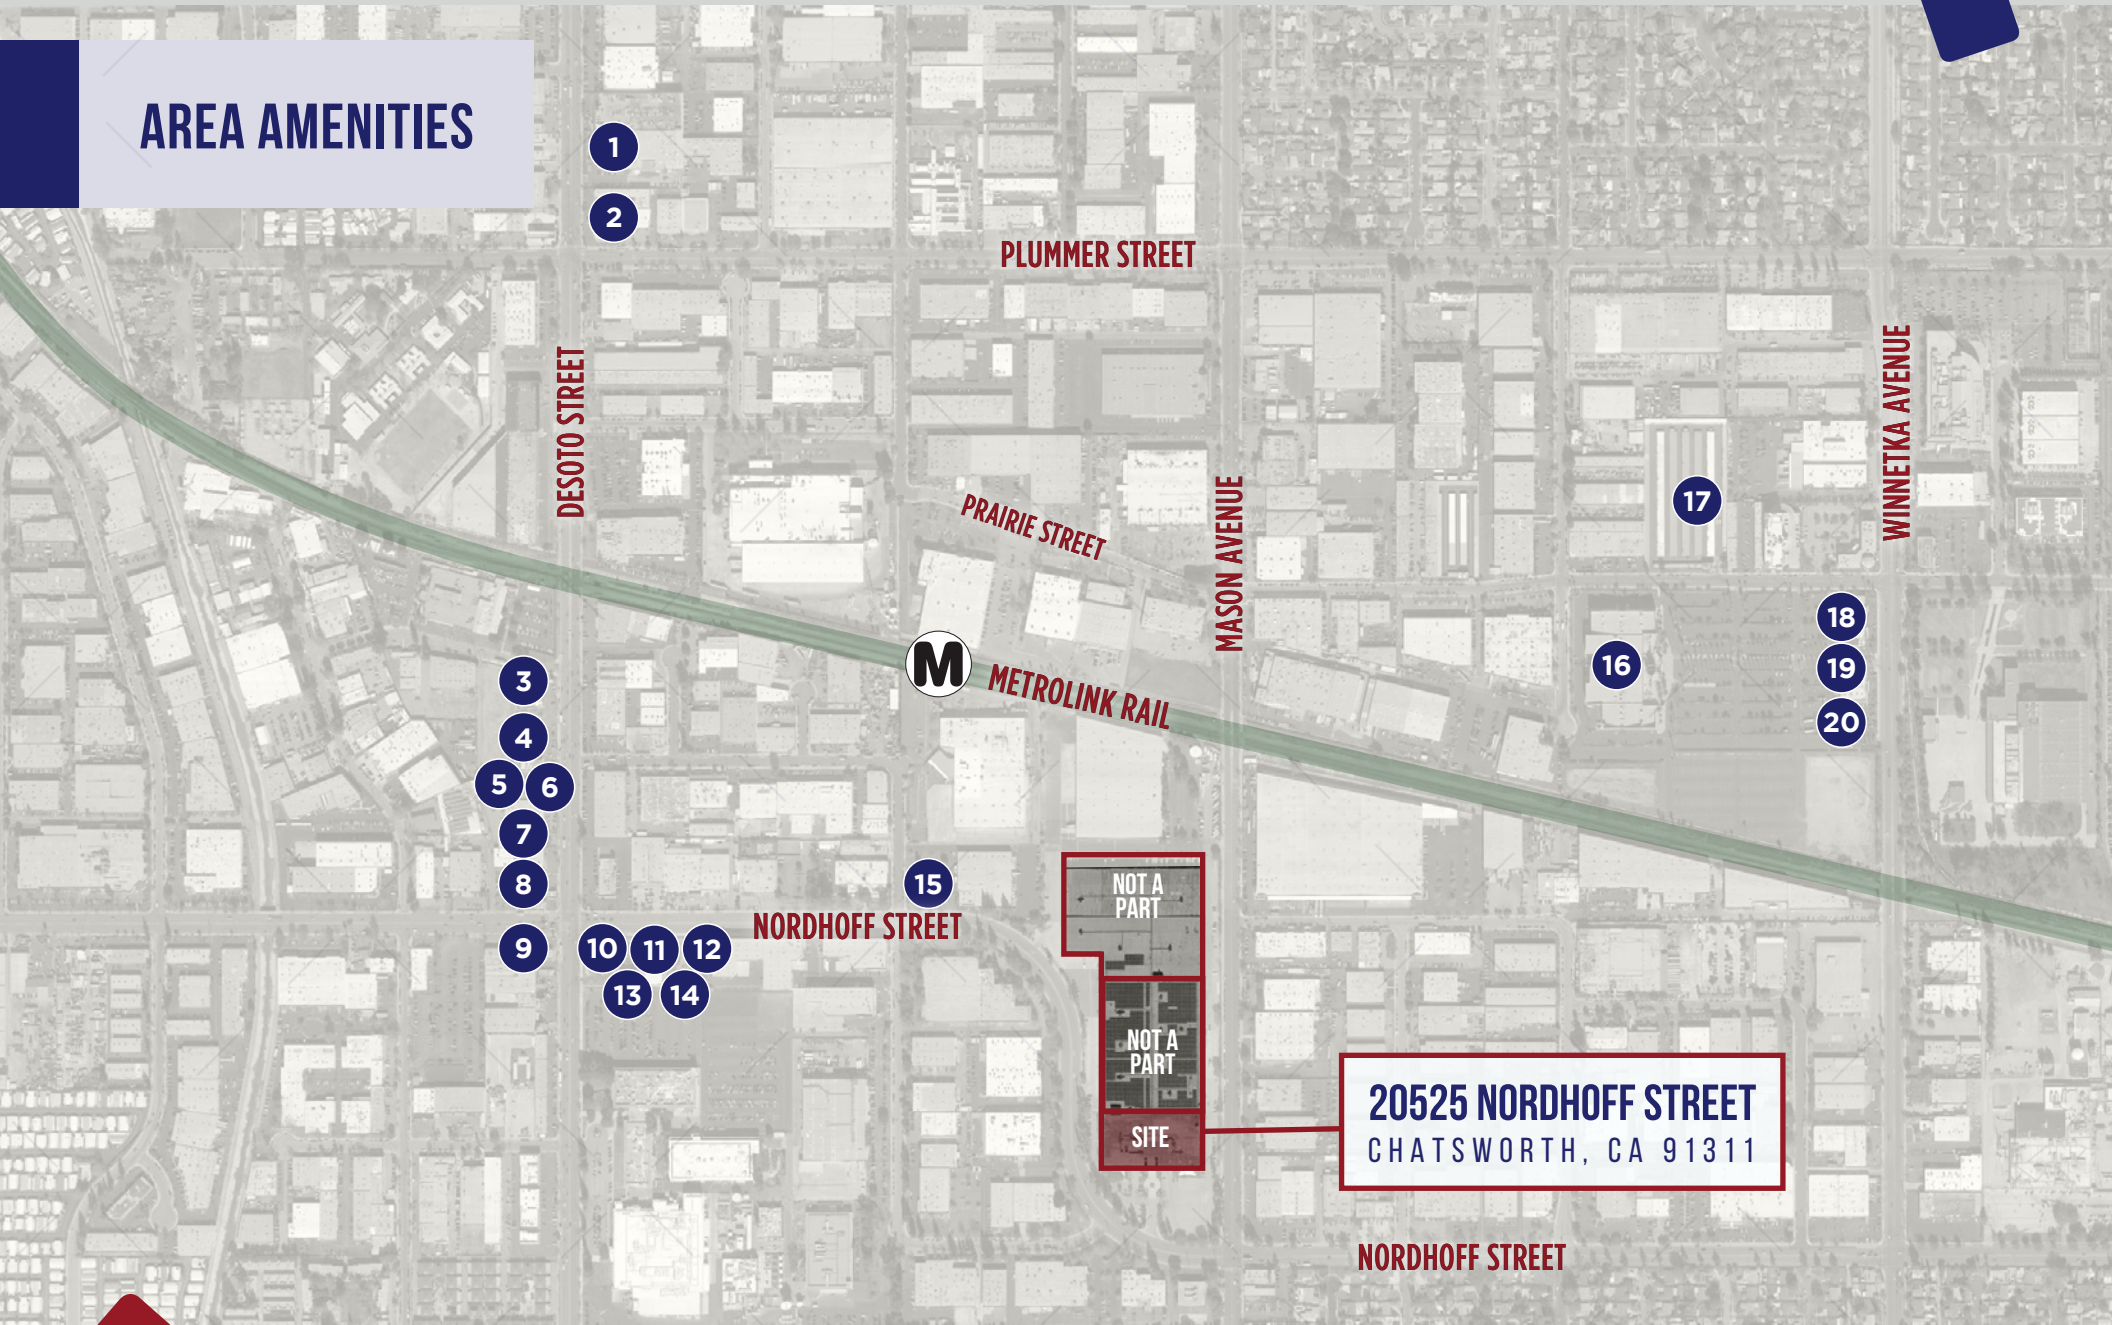 AREA AMENITIES
1
2
PLUMMER STREET
DESOTO STREET
WINNETKA AVENUE
PRAIRIE STREET
MASON AVENUE
17
M
METROLINK RAIL
16
18
19
20
3
4
5
6
7
8
15
NORDHOFF STREET
9
10
11
12
13
14
NOT A
PART
NOT A
PART
SITE
20525 NORDHOFF STREET
CHATSWORTH, CA 91311
NORDHOFF STREET